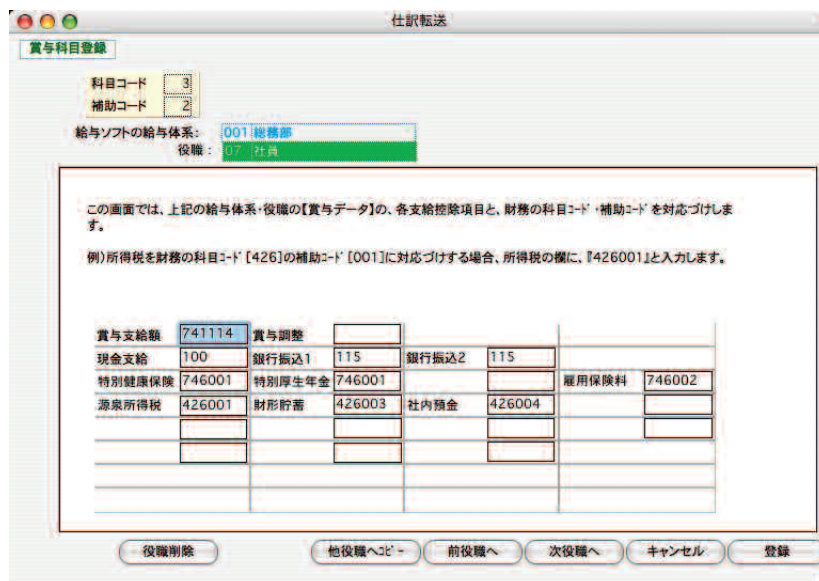 仕訳転送
賞与科目登録
科目コード 3
補助コード 2
給与ソフトの給与体系: 001 総務部
役職: 07 社員
この画面では、上記の給与体系・役職の【賞与データ】の、各支給控除項目と、財務の科目ｺｰﾄﾞ・補助ｺｰﾄﾞを対応づけしま
す。
例)所得税を財務の科目ｺｰﾄﾞ[426]の補助ｺｰﾄﾞ[001]に対応づけする場合、所得税の欄に、『426001』と入力します。
賞与支給額 741114 賞与調整
現金支給 100 銀行振込1 115 銀行振込2 115
特別健康保険 746001 特別厚生年金 746001 雇用保険料 746002
源泉所得税 426001 財形貯蓄 426003 社内預金 426004
役職削除 他役職へｺﾋﾟｰ 前役職へ 次役職へ キャンセル 登録